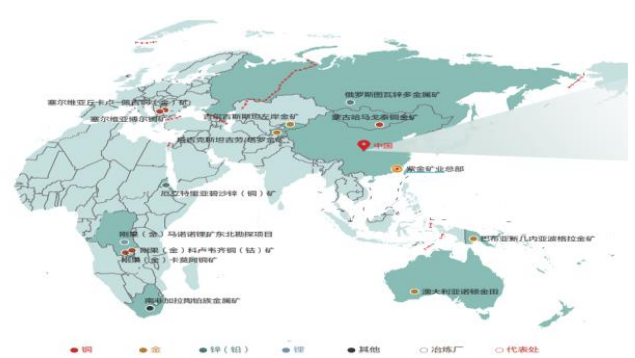 俄罗斯图瓦锌多金属矿
塞尔维亚丘卡卢-佩吉铜（金）矿
塞尔维亚博尔铜矿
吉尔吉斯斯坦左岸金矿
蒙古哈马戈泰铜金矿
塔吉克斯坦吉劳/塔罗金矿
中国
紫金矿业总部
厄立特里亚碧沙锌（铜）矿
刚果（金）马诺诺锂矿东北勘探项目
刚果（金）科卢韦齐铜（钴）矿
刚果（金）卡莫阿铜矿
巴布亚新几内亚波格拉金矿
澳大利亚诺顿金田
南非加拉陶铂族金属矿
铜 金 锌（铅） 锂 其他 冶炼厂 代表处